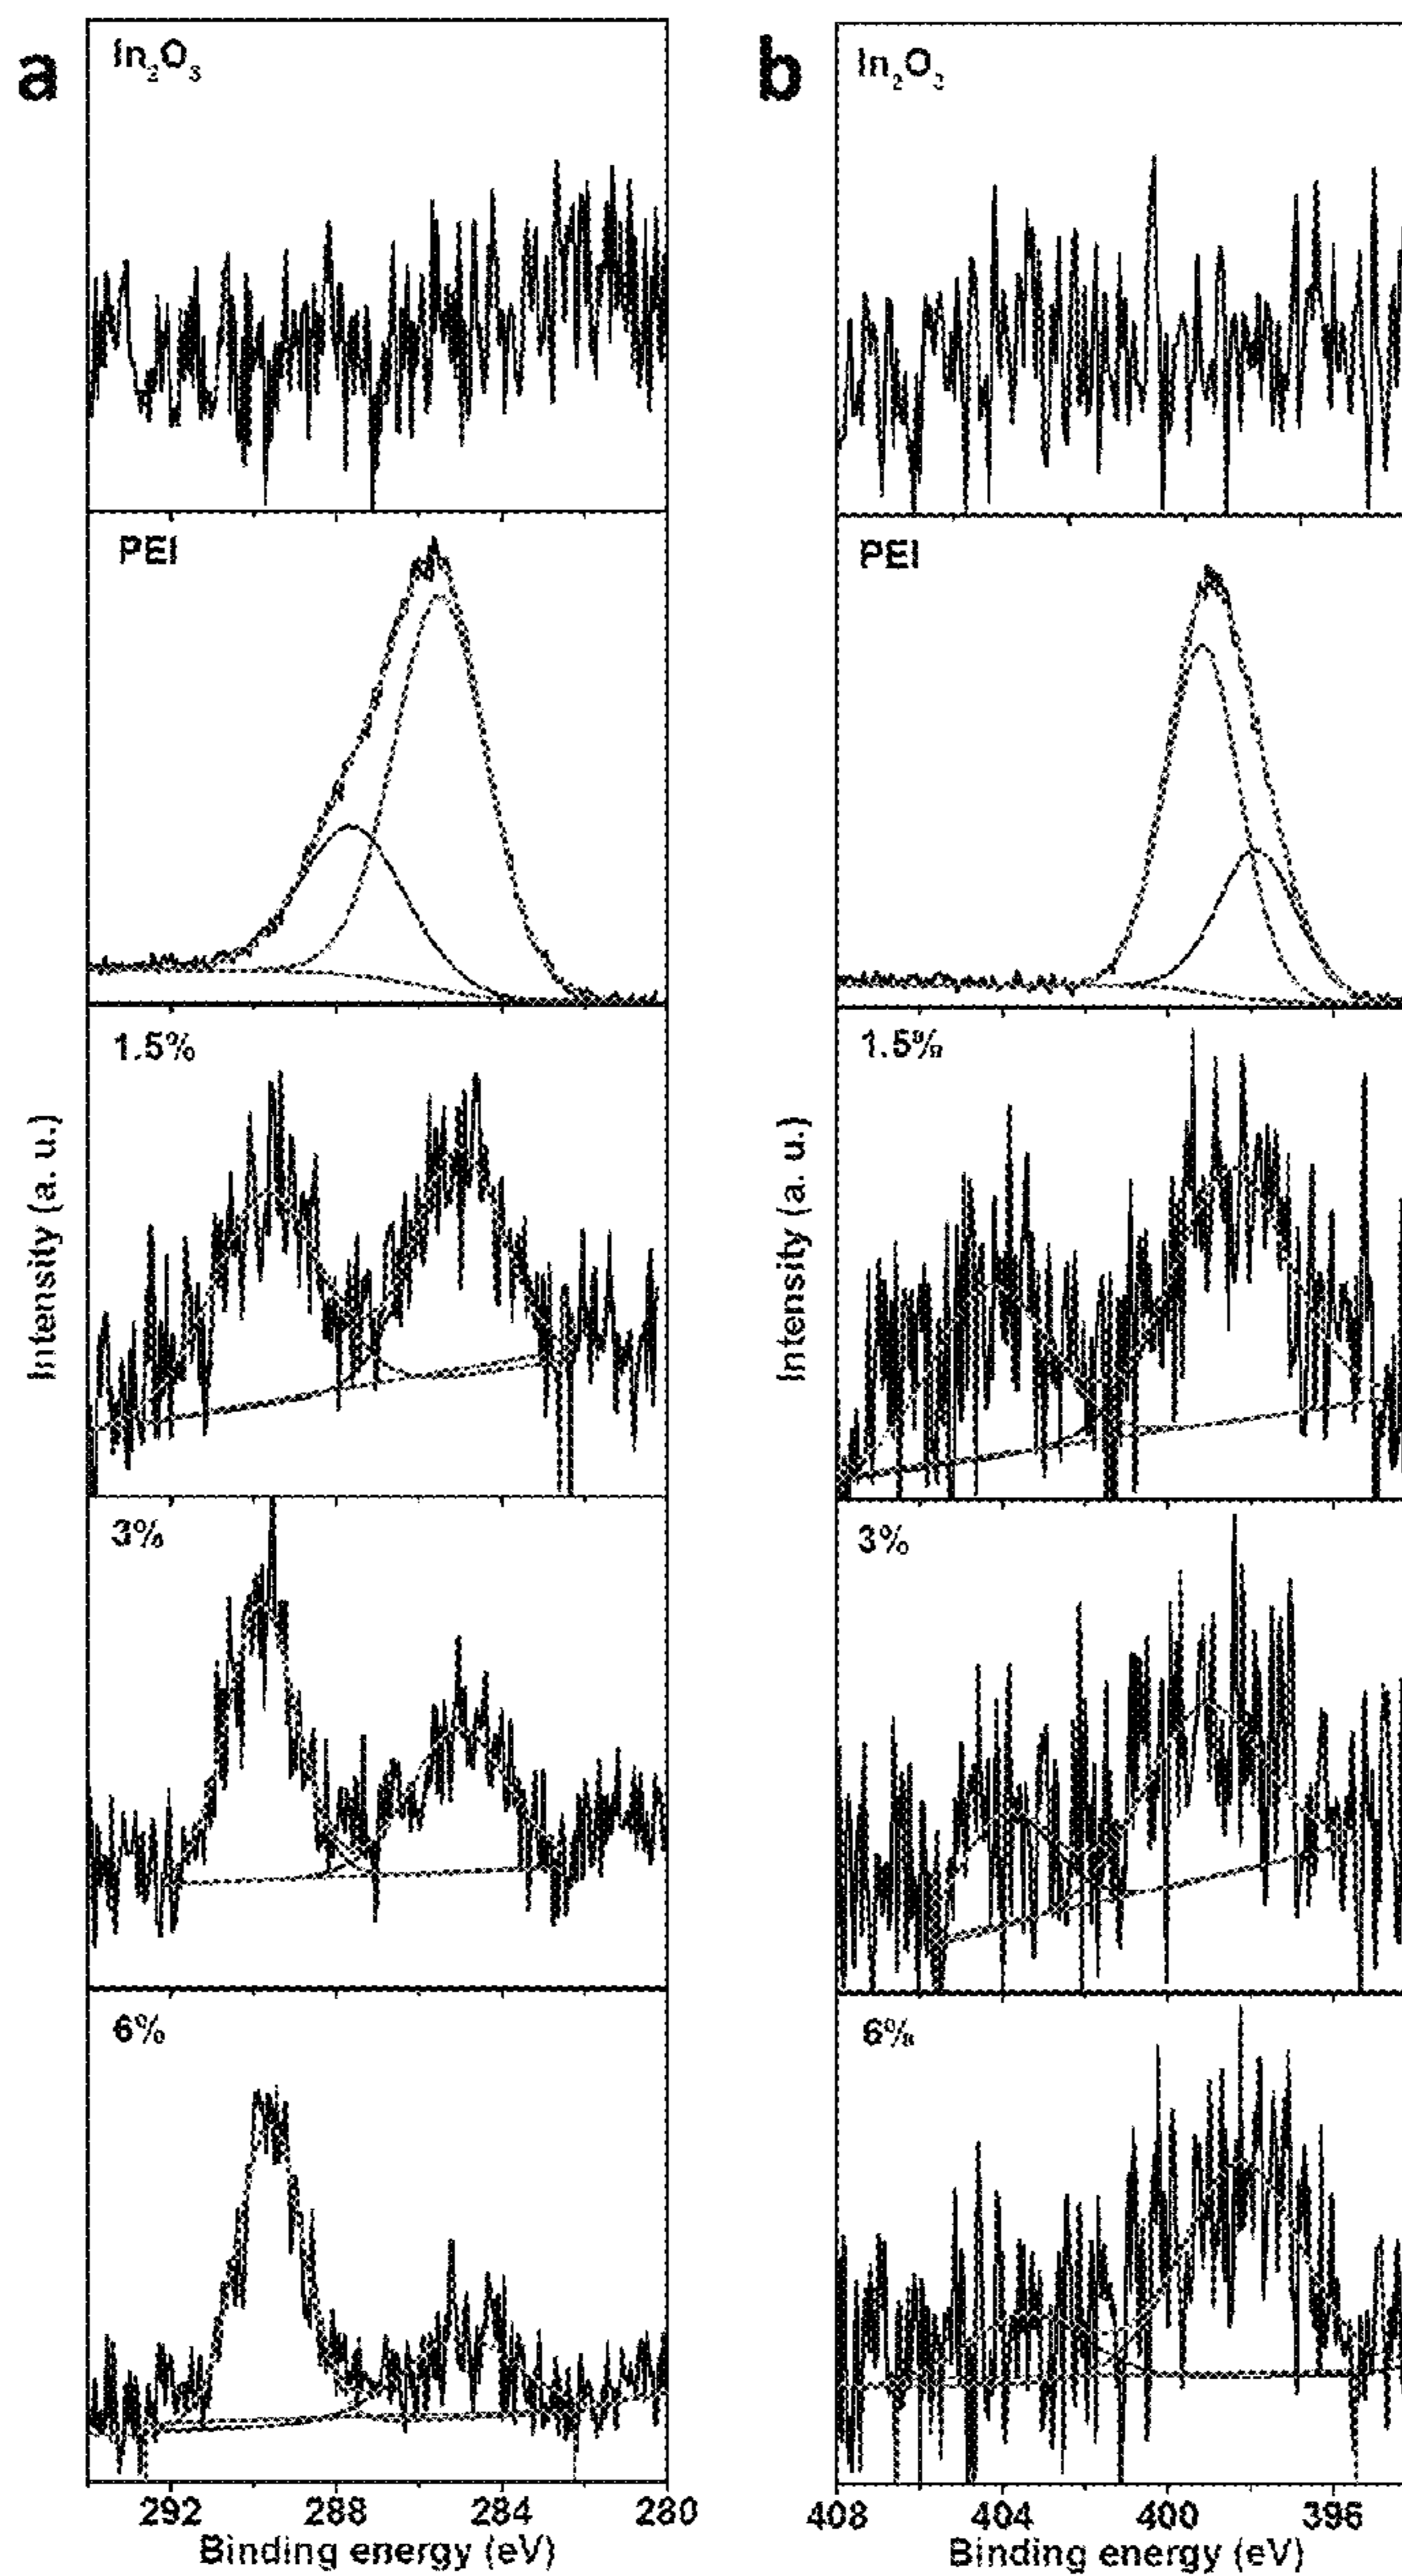 a
In₂O₃
PEI
1.5%
3%
6%
Intensity (a. u.)
292 288 284 280
Binding energy (eV)
b
In₂O₃
PEI
1.5%
3%
6%
Intensity (a. u.)
408 404 400 396
Binding energy (eV)